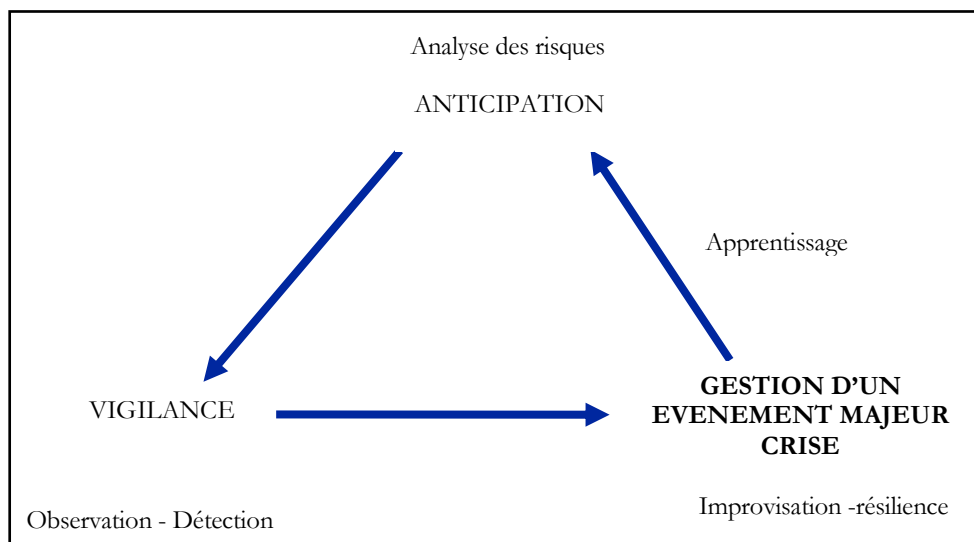 Analyse des risques
ANTICIPATION
Apprentissage
VIGILANCE
GESTION D’UN
EVENEMENT MAJEUR
CRISE
Observation - Détection
Improvisation -résilience